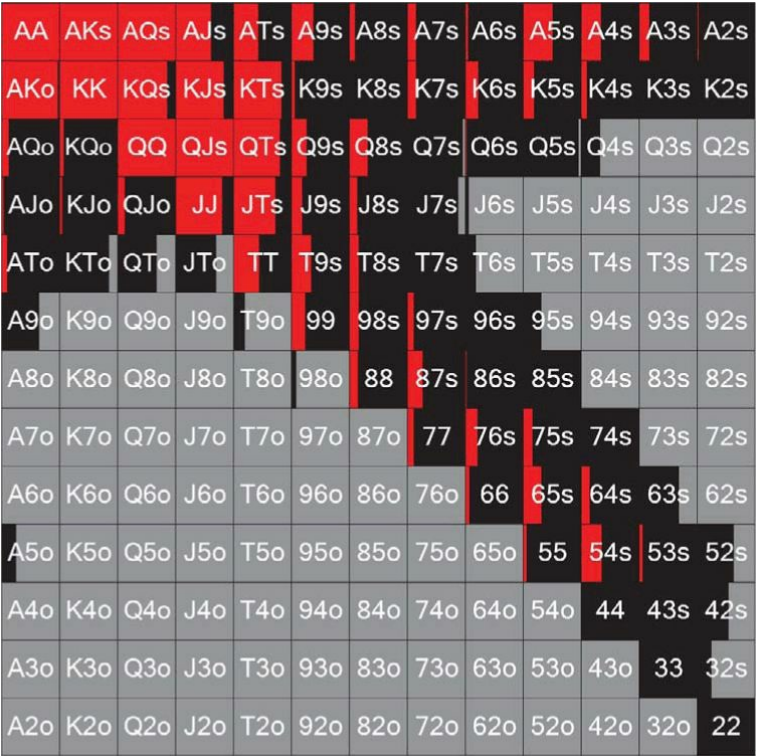 AA AKs AQs AJs ATs A9s A8s A7s A6s A5s A4s A3s A2s
AKo KK KQs KJs KTs K9s K8s K7s K6s K5s K4s K3s K2s
AQo KQo QQ QJs QTs Q9s Q8s Q7s Q6s Q5s Q4s Q3s Q2s
AJo KJo QJo JJ JTs J9s J8s J7s J6s J5s J4s J3s J2s
ATo KTo QTo JTo TT T9s T8s T7s T6s T5s T4s T3s T2s
A9o K9o Q9o J9o T9o 99 98s 97s 96s 95s 94s 93s 92s
A8o K8o Q8o J8o T8o 98o 88 87s 86s 85s 84s 83s 82s
A7o K7o Q7o J7o T7o 97o 87o 77 76s 75s 74s 73s 72s
A6o K6o Q6o J6o T6o 96o 86o 76o 66 65s 64s 63s 62s
A5o K5o Q5o J5o T5o 95o 85o 75o 65o 55 54s 53s 52s
A4o K4o Q4o J4o T4o 94o 84o 74o 64o 54o 44 43s 42s
A3o K3o Q3o J3o T3o 93o 83o 73o 63o 53o 43o 33 32s
A2o K2o Q2o J2o T2o 92o 82o 72o 62o 52o 42o 32o 22